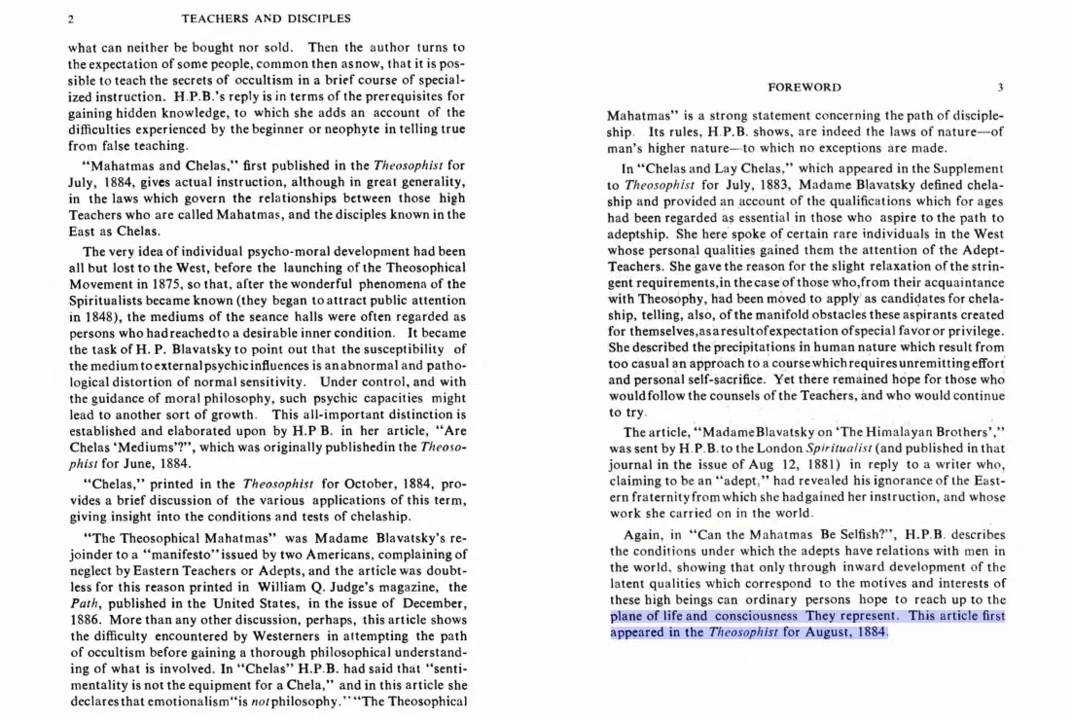 2 TEACHERS AND DISCIPLES
what can neither be bought nor sold. Then the author turns to
the expectation of some people, common then asnow, that it is pos-
sible to teach the secrets of occultism in a brief course of special-
ized instruction. H.P.B.'s reply is in terms of the prerequisites for
gaining hidden knowledge, to which she adds an account of the
difficulties experienced by the beginner or neophyte in telling true
from false teaching.
"Mahatmas and Chelas," first published in the Theosophist for
July, 1884, gives actual instruction, although in great generality,
in the laws which govern the relationships between those high
Teachers who are called Mahatmas, and the disciples known in the
East as Chelas.
The very idea of individual psycho-moral development had been
all but lost to the West, before the launching of the Theosophical
Movement in 1875, so that, after the wonderful phenomena of the
Spiritualists became known (they began to attract public attention
in 1848), the mediums of the seance halls were often regarded as
persons who had reached to a desirable inner condition. It became
the task of H. P. Blavatsky to point out that the susceptibility of
the medium to external psychic influences is an abnormal and patho-
logical distortion of normal sensitivity. Under control, and with
the guidance of moral philosophy, such psychic capacities might
lead to another sort of growth. This all-important distinction is
established and elaborated upon by H.P B. in her article, "Are
Chelas 'Mediums'?", which was originally publishedin the Theoso-
phist for June, 1884.
"Chelas," printed in the Theosophist for October, 1884, pro-
vides a brief discussion of the various applications of this term,
giving insight into the conditions and tests of chelaship.
"The Theosophical Mahatmas" was Madame Blavatsky's re-
joinder to a "manifesto" issued by two Americans, complaining of
neglect by Eastern Teachers or Adepts, and the article was doubt-
less for this reason printed in William Q. Judge's magazine, the
Path, published in the United States, in the issue of December,
1886. More than any other discussion, perhaps, this article shows
the difficulty encountered by Westerners in attempting the path
of occultism before gaining a thorough philosophical understand-
ing of what is involved. In "Chelas" H.P.B. had said that "senti-
mentality is not the equipment for a Chela," and in this article she
declares that emotionalism "is not philosophy." "The Theosophical
FOREWORD 3
Mahatmas" is a strong statement concerning the path of disciple-
ship. Its rules, H.P.B. shows, are indeed the laws of nature—of
man's higher nature—to which no exceptions are made.
In "Chelas and Lay Chelas," which appeared in the Supplement
to Theosophist for July, 1883, Madame Blavatsky defined chela-
ship and provided an account of the qualifications which for ages
had been regarded as essential in those who aspire to the path to
adeptship. She here spoke of certain rare individuals in the West
whose personal qualities gained them the attention of the Adept-
Teachers. She gave the reason for the slight relaxation of the strin-
gent requirements, in the case of those who, from their acquaintance
with Theosophy, had been moved to apply as candidates for chela-
ship, telling, also, of the manifold obstacles these aspirants created
for themselves, as a result of expectation of special favor or privilege.
She described the precipitations in human nature which result from
too casual an approach to a course which requires unremitting effort
and personal self-sacrifice. Yet there remained hope for those who
would follow the counsels of the Teachers, and who would continue
to try.
The article, "Madame Blavatsky on 'The Himalayan Brothers',"
was sent by H.P.B. to the London Spiritualist (and published in that
journal in the issue of Aug 12, 1881) in reply to a writer who,
claiming to be an "adept," had revealed his ignorance of the East-
ern fraternity from which she had gained her instruction, and whose
work she carried on in the world.
Again, in "Can the Mahatmas Be Selfish?", H.P.B. describes
the conditions under which the adepts have relations with men in
the world, showing that only through inward development of the
latent qualities which correspond to the motives and interests of
these high beings can ordinary persons hope to reach up to the
plane of life and consciousness They represent. This article first
appeared in the Theosophist for August, 1884.